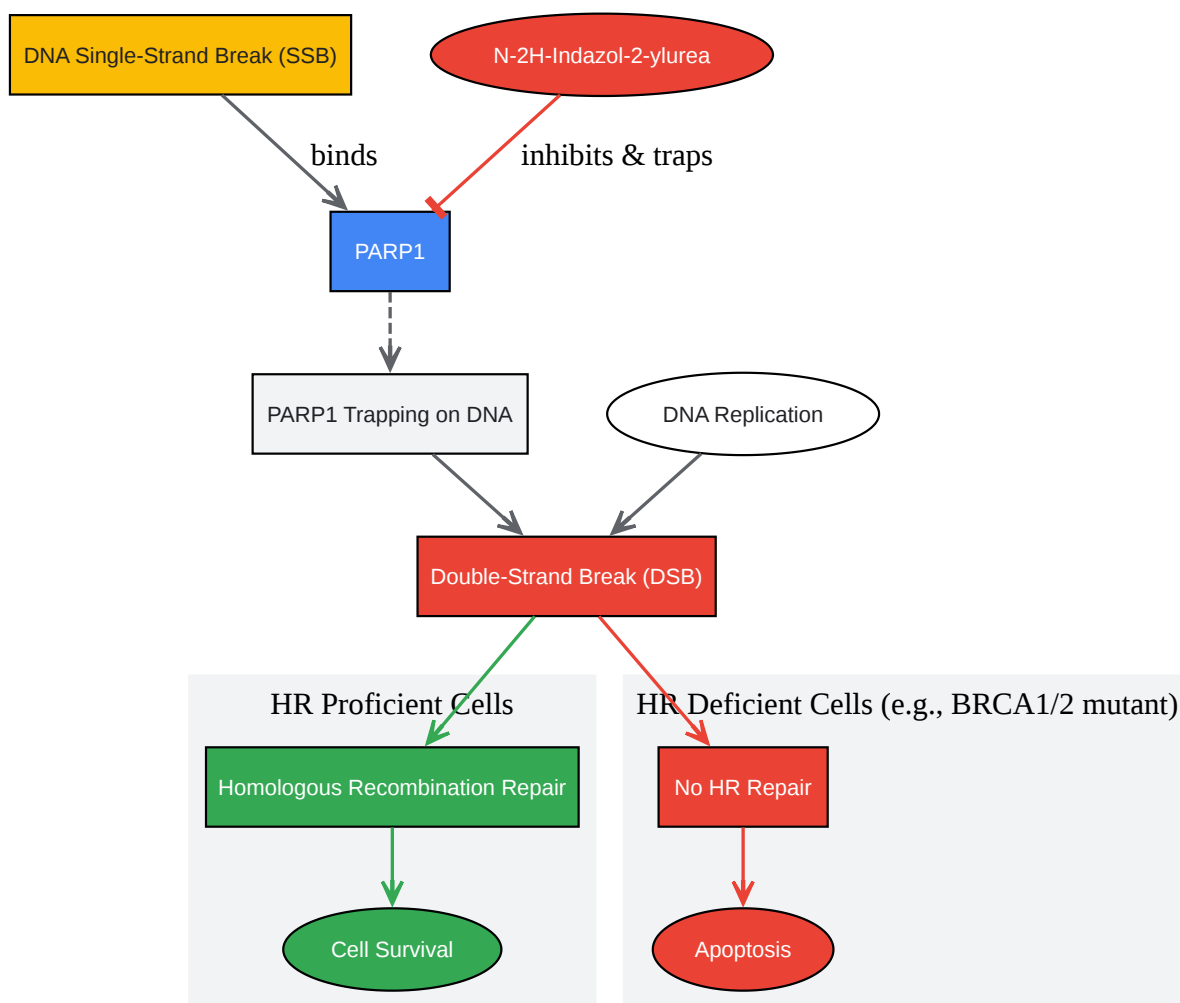 DNA Single-Strand Break (SSB)
N-2H-Indazol-2-ylurea
binds
inhibits & traps
PARP1
PARP1 Trapping on DNA
DNA Replication
Double-Strand Break (DSB)
HR Proficient Cells
HR Deficient Cells (e.g., BRCA1/2 mutant)
Homologous Recombination Repair
No HR Repair
Cell Survival
Apoptosis